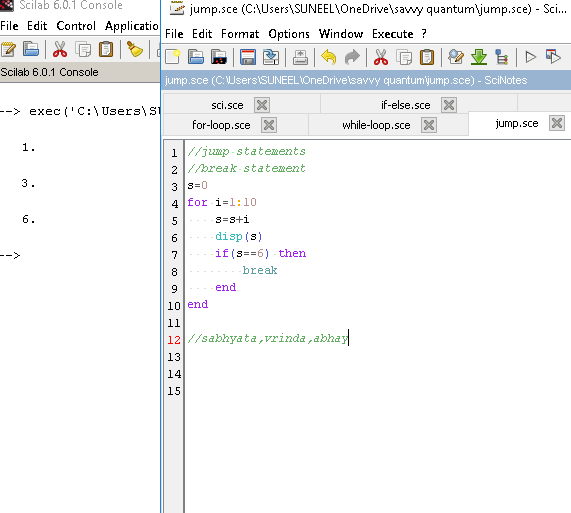 Scilab 6.0.1 Console
File Edit Control Applicatio
Scilab 6.0.1 Console
--> exec('C:\Users\SU
1.
3.
6.
-->
jump.sce (C:\Users\SUNEEL\OneDrive\savvy quantum\jump.sce) - SciNo
File Edit Format Options Window Execute ?
jump.sce (C:\Users\SUNEEL\OneDrive\savvy quantum\jump.sce) - SciNotes
sci.sce if-else.sce
for-loop.sce while-loop.sce jump.sce
1 //jump statements
2 //break statement
3 s=0
4 for i=1:10
5 s=s+i
6 disp(s)
7 if(s==6) then
8 break
9 end
10 end
11
12 //sabhyata,vrinda,abhay
13
14
15